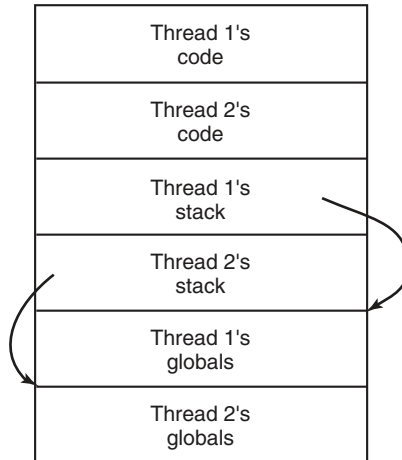 Thread 1's
code
Thread 2's
code
Thread 1's
stack
Thread 2's
stack
Thread 1's
globals
Thread 2's
globals